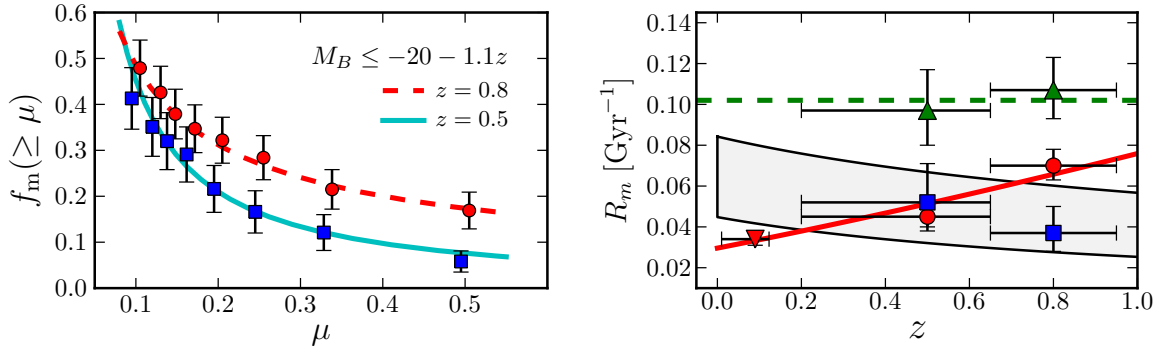 0.6
0.5
0.4
0.3
0.2
0.1
0.0
f_m(≥ μ)
M_B ≤ −20 − 1.1z
z = 0.8
z = 0.5
0.1 0.2 0.3 0.4 0.5
μ
0.14
0.12
0.10
0.08
0.06
0.04
0.02
R_m [Gyr⁻¹]
0.0 0.2 0.4 0.6 0.8 1.0
z